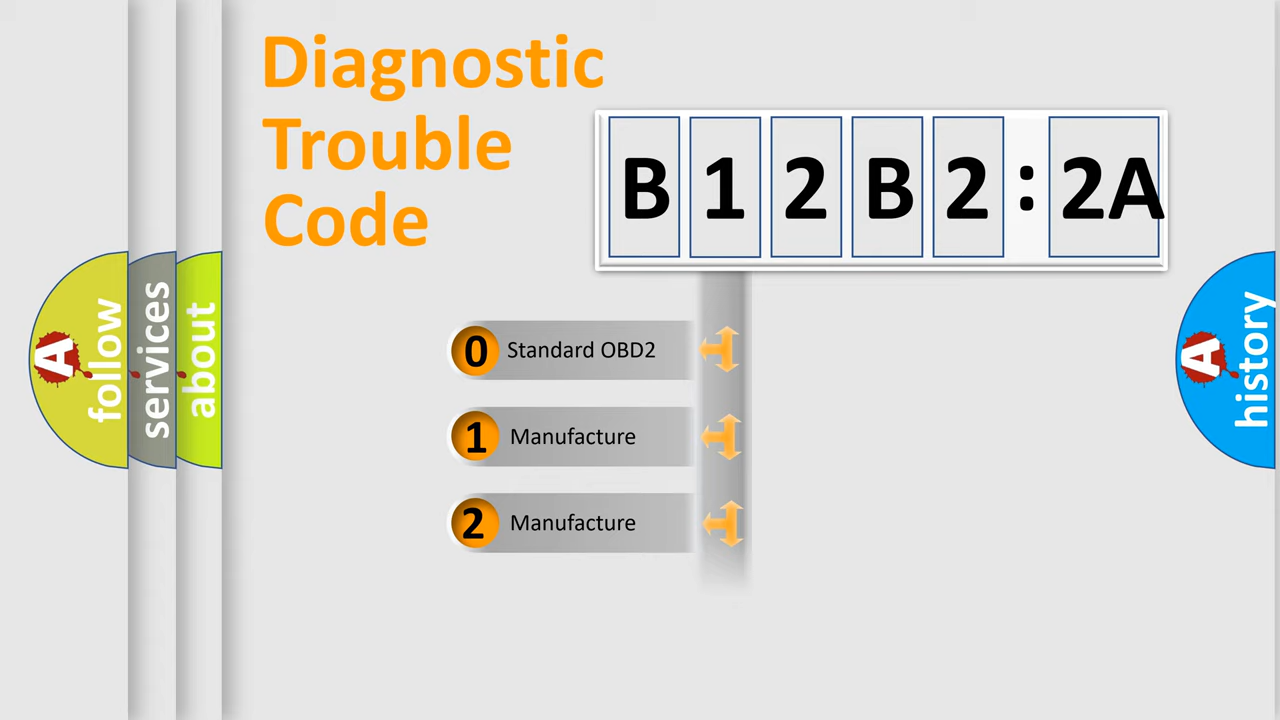 Diagnostic
Trouble
Code
B 1 2 B 2 : 2A
0 Standard OBD2
1 Manufacture
2 Manufacture
A follow
services
about
A history